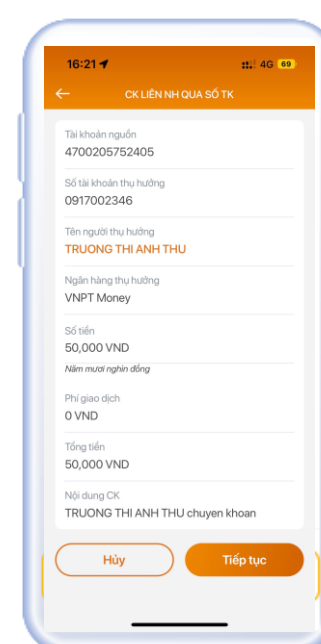 16:21 4G 69
CK LIÊN NH QUA SỐ TK
Tài khoản nguồn
4700205752405
Số tài khoản thụ hưởng
0917002346
Tên người thụ hưởng
TRUONG THI ANH THU
Ngân hàng thụ hưởng
VNPT Money
Số tiền
50,000 VND
Năm mươi nghìn đồng
Phí giao dịch
0 VND
Tổng tiền
50,000 VND
Nội dung CK
TRUONG THI ANH THU chuyen khoan
Hủy Tiếp tục